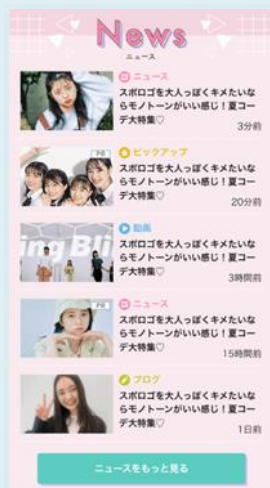 News
ニュース
ニュース
スポロゴを大人っぽくキメたいな
らモノトーンがいい感じ！夏コー
デ大特集♡
3分前
PR
ピックアップ
スポロゴを大人っぽくキメたいな
らモノトーンがいい感じ！夏コー
デ大特集♡
20分前
ing Bli
動画
スポロゴを大人っぽくキメたいな
らモノトーンがいい感じ！夏コー
デ大特集♡
3時間前
PR
ニュース
スポロゴを大人っぽくキメたいな
らモノトーンがいい感じ！夏コー
デ大特集♡
15時間前
ブログ
スポロゴを大人っぽくキメたいな
らモノトーンがいい感じ！夏コー
デ大特集♡
1日前
ニュースをもっと見る